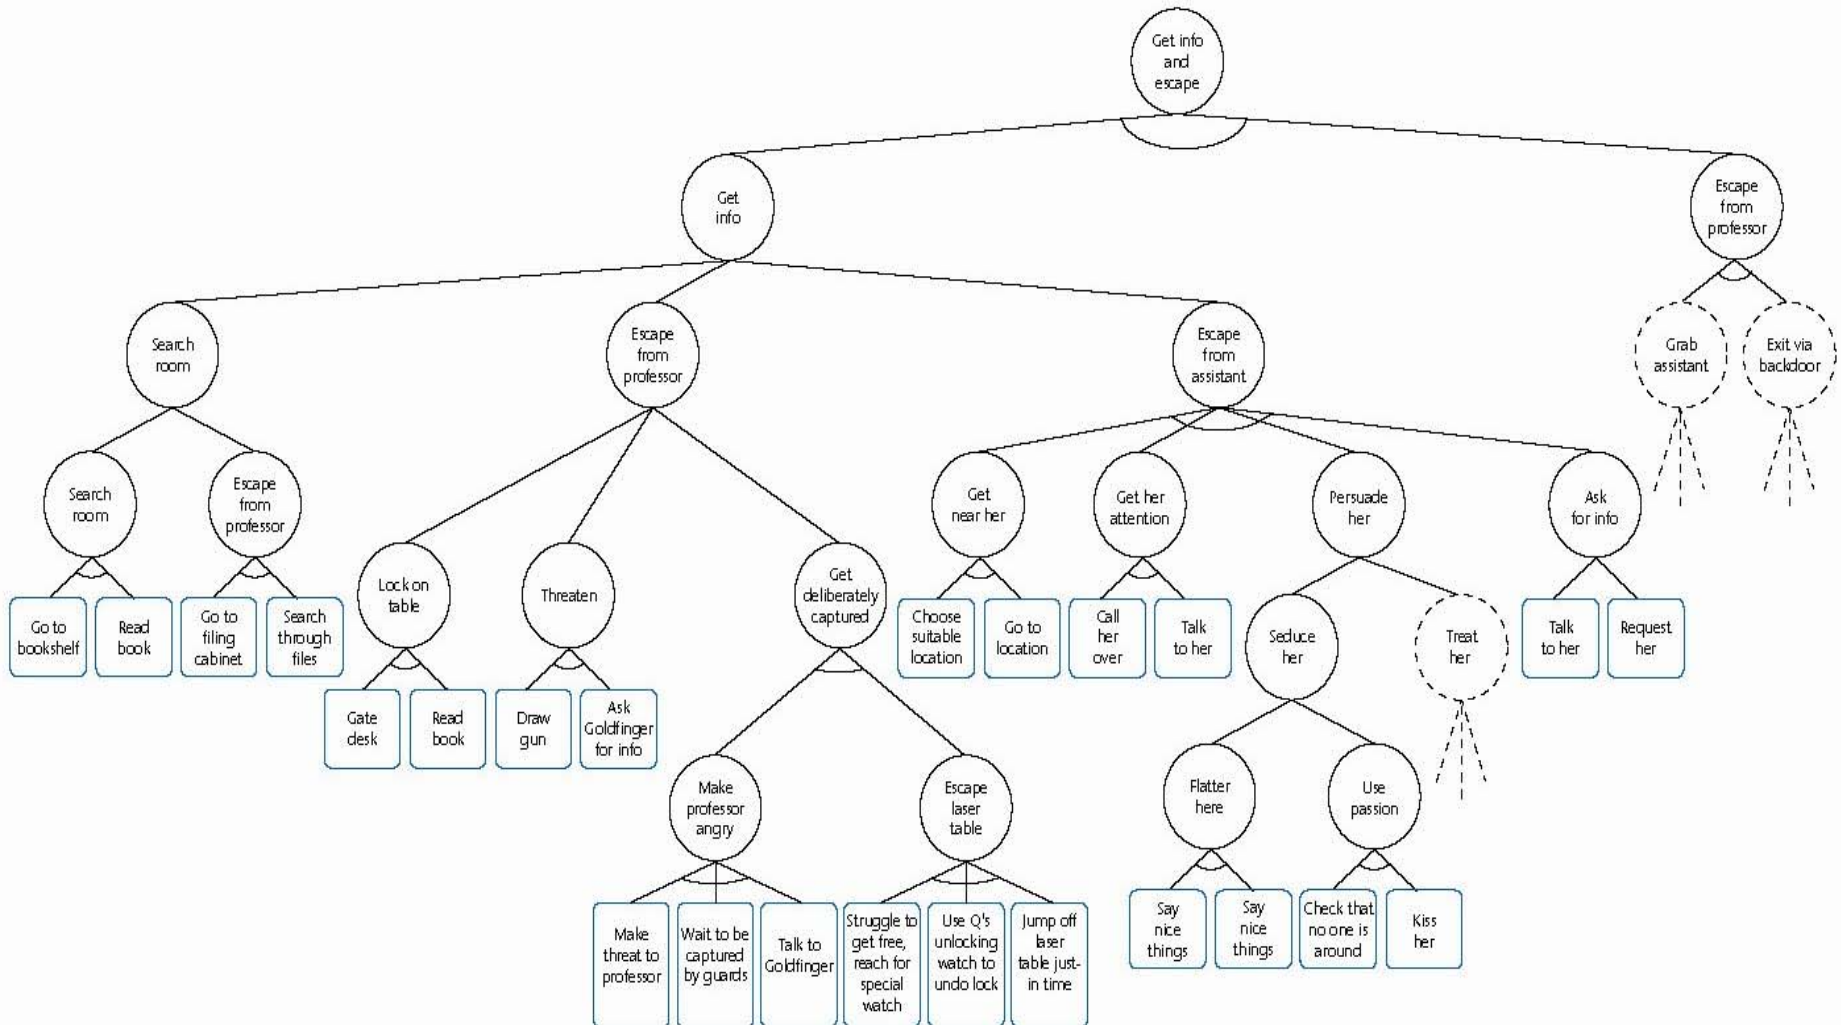 Get info
and
escape
Get
info
Escape
from
professor
Search
room
Escape
from
professor
Escape
from
assistant
Grab
assistant
Exit via
backdoor
Search
room
Escape
from
professor
Get
near her
Get her
attention
Persuade
her
Ask
for info
Lock on
table
Threaten
Get
deliberately
captured
Go to
bookshelf
Read
book
Go to
filing
cabinet
Search
through
files
Choose
suitable
location
Go to
location
Call
her
over
Talk
to her
Seduce
her
Treat
her
Talk
to her
Request
her
Gate
desk
Read
book
Draw
gun
Ask
Goldfinger
for info
Make
professor
angry
Escape
laser
table
Flatter
here
Use
passion
Make
threat to
professor
Wait to be
captured
by guards
Talk to
Goldfinger
Struggle to
get free,
reach for
special
watch
Use Q's
unlocking
watch to
undo lock
Jump off
laser
table just-
in time
Say
nice
things
Say
nice
things
Check that
no one is
around
Kiss
her